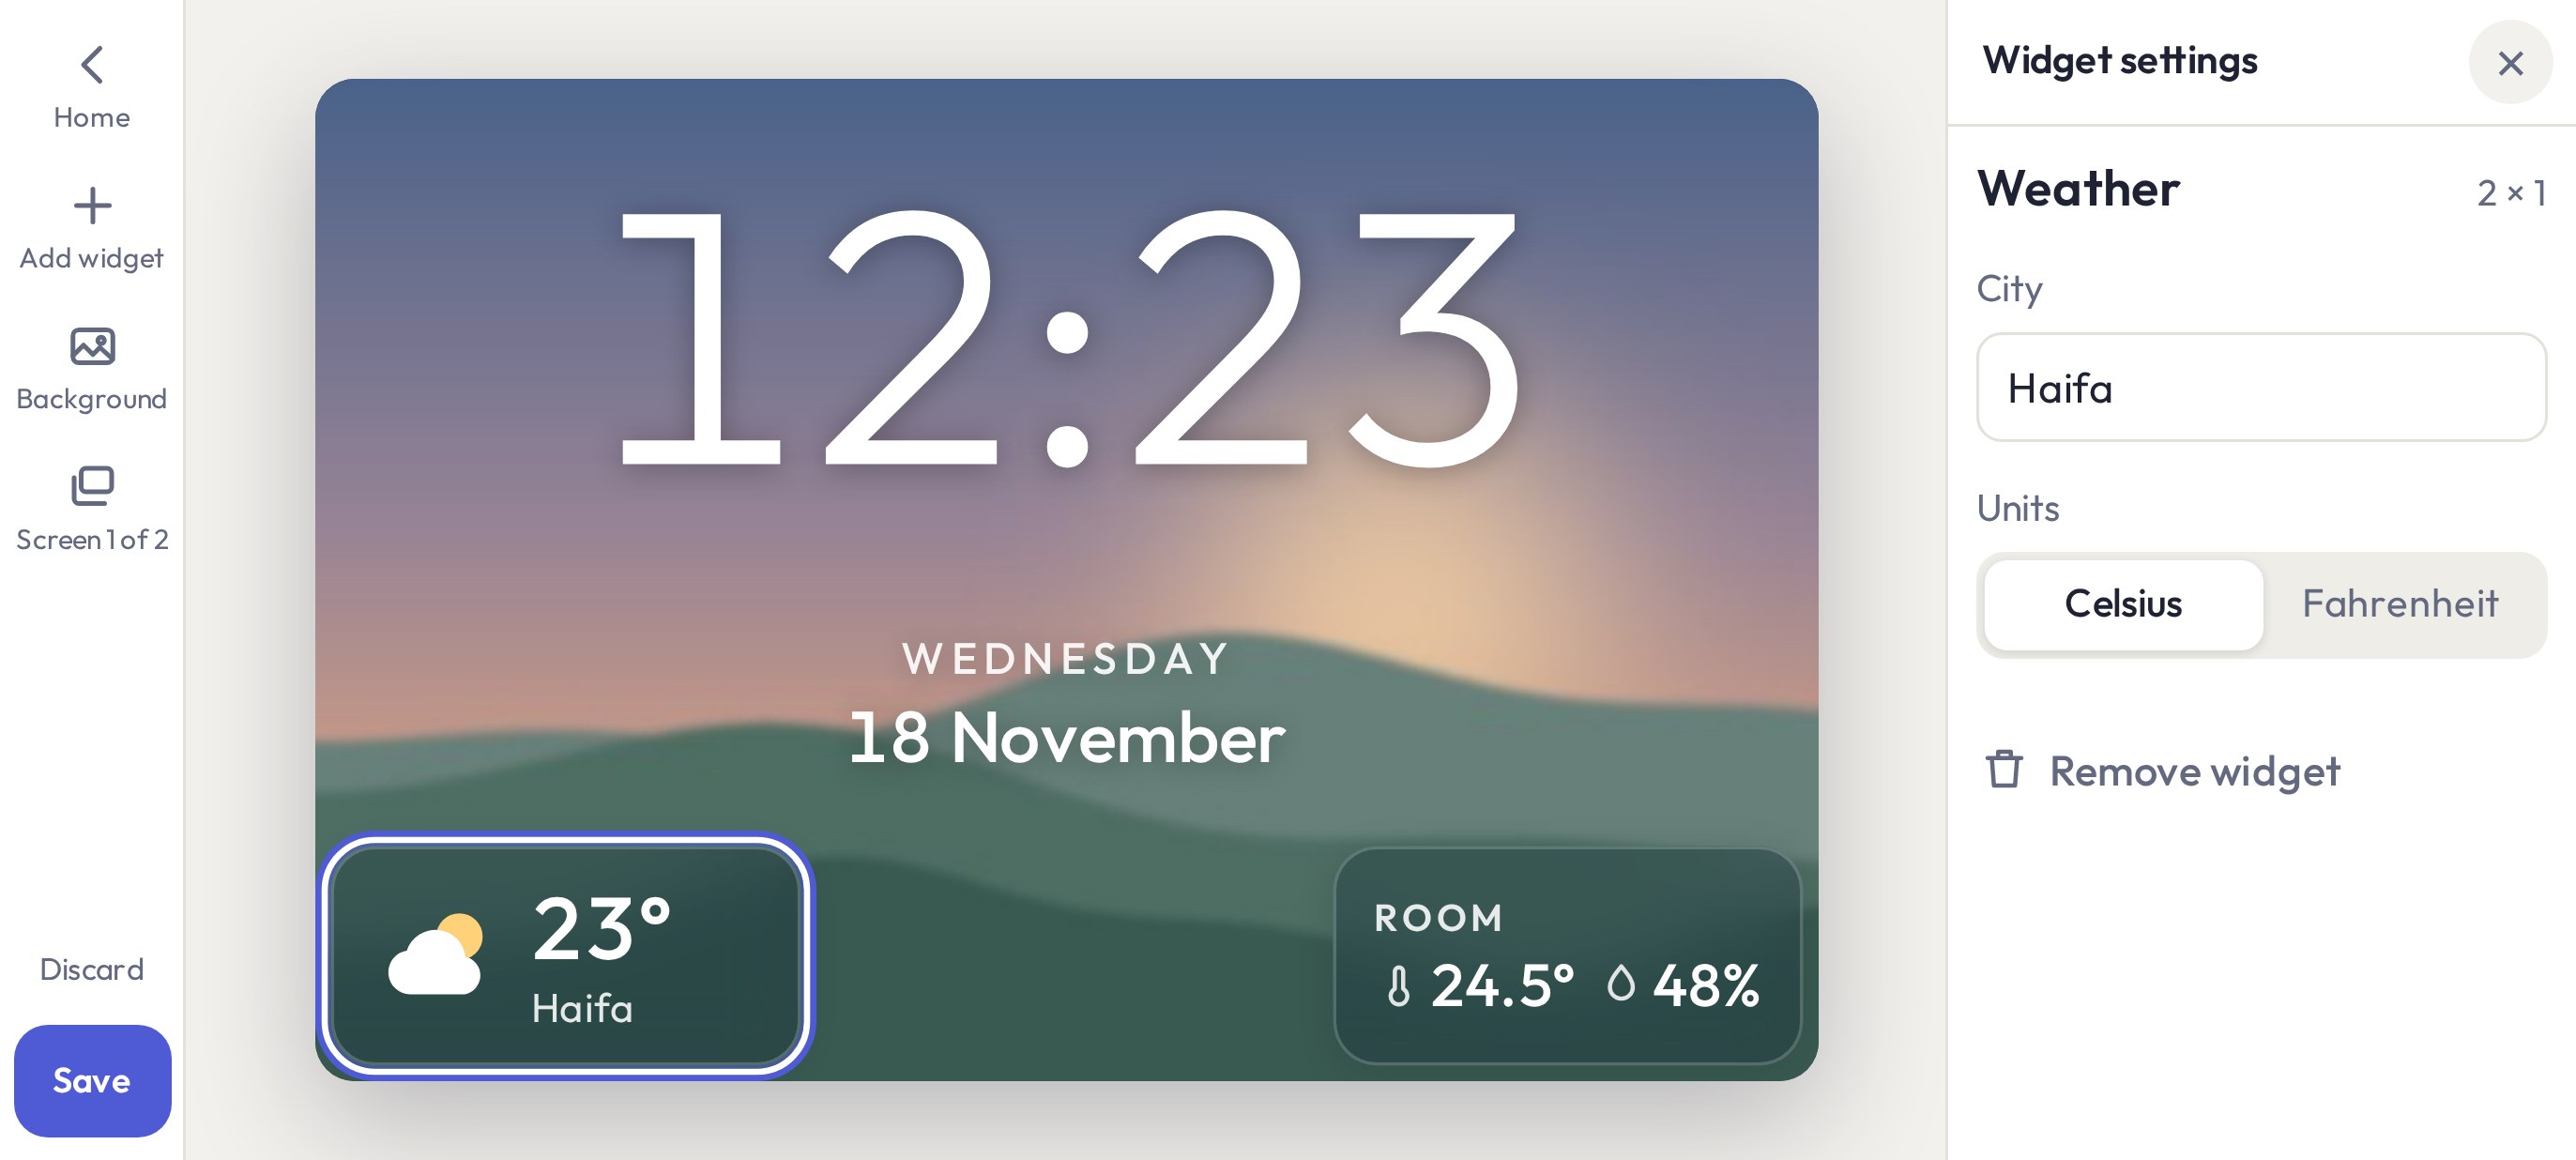 Home
Add widget
Background
Screen 1 of 2
Discard
Save
12:23
WEDNESDAY
18 November
23°
Haifa
ROOM
24.5° 48%
Widget settings
Weather 2 × 1
City
Haifa
Units
Celsius Fahrenheit
Remove widget